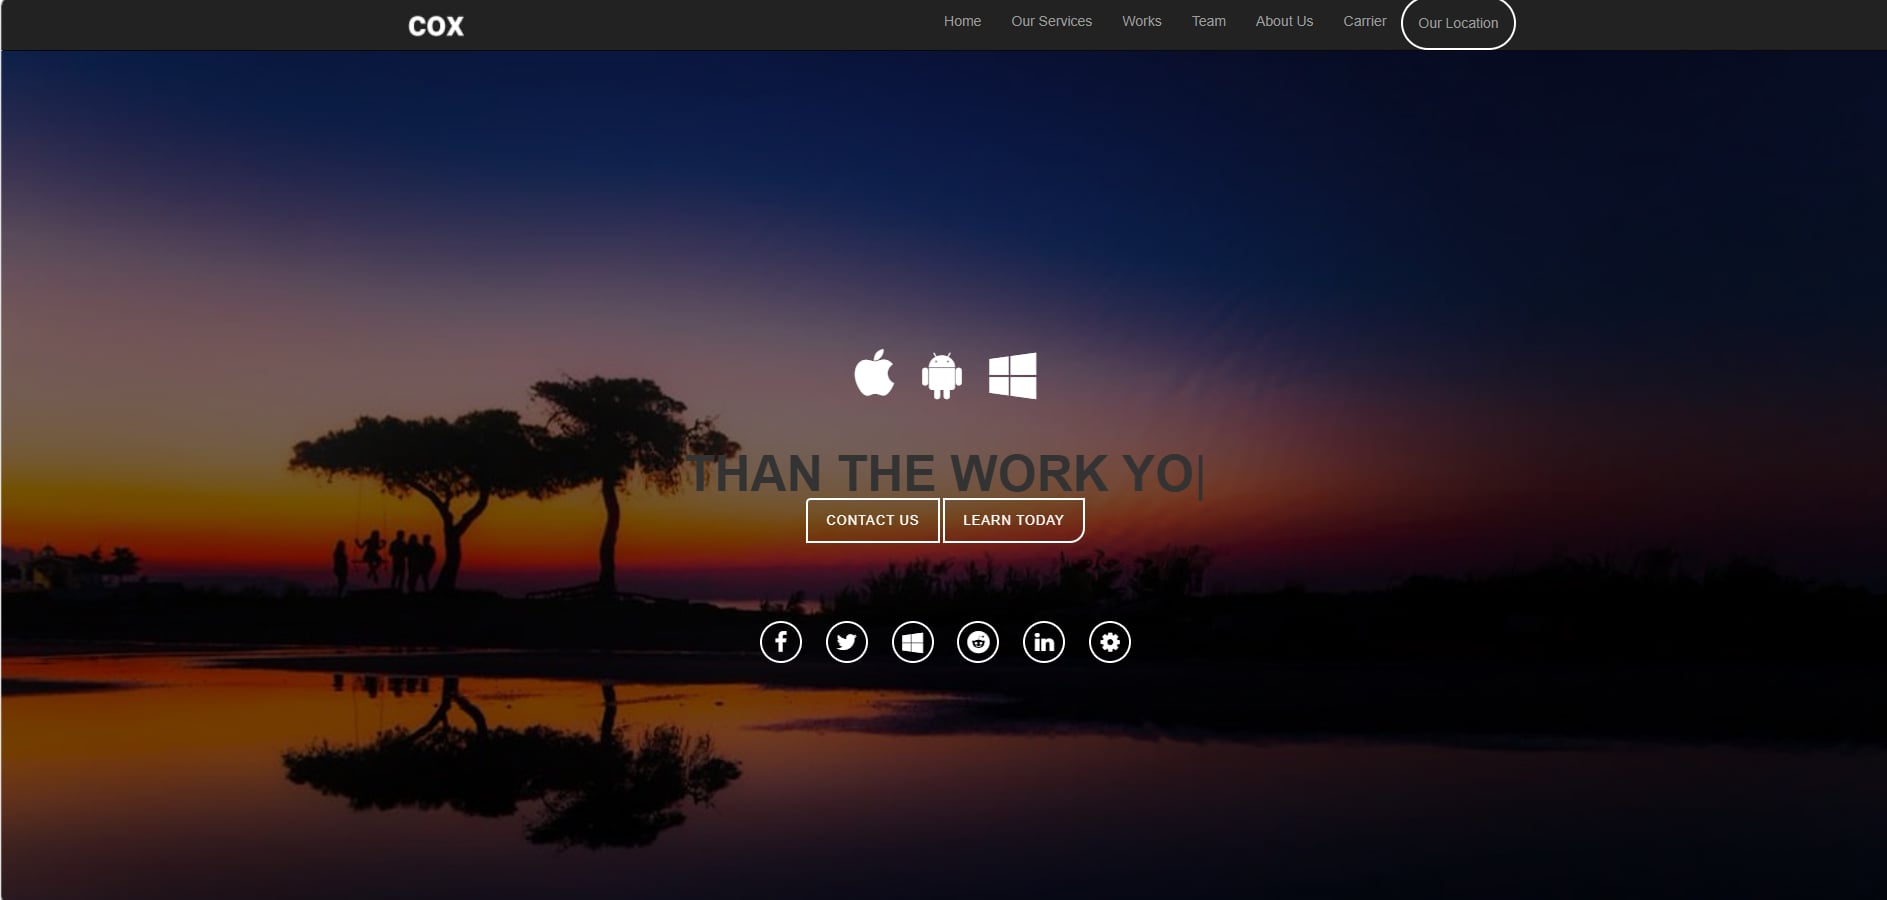 COX
Home Our Services Works Team About Us Carrier Our Location
THAN THE WORK YO|
CONTACT US LEARN TODAY